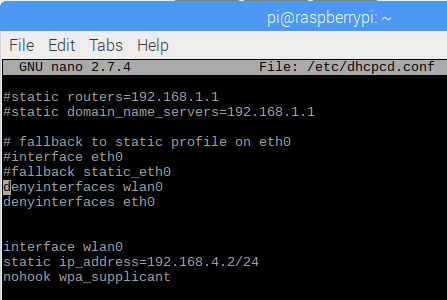 pi@raspberrypi: ~
File Edit Tabs Help
GNU nano 2.7.4 File: /etc/dhcpcd.conf
#static routers=192.168.1.1
#static domain_name_servers=192.168.1.1
# fallback to static profile on eth0
#interface eth0
#fallback static_eth0
denyinterfaces wlan0
denyinterfaces eth0
interface wlan0
static ip_address=192.168.4.2/24
nohook wpa_supplicant